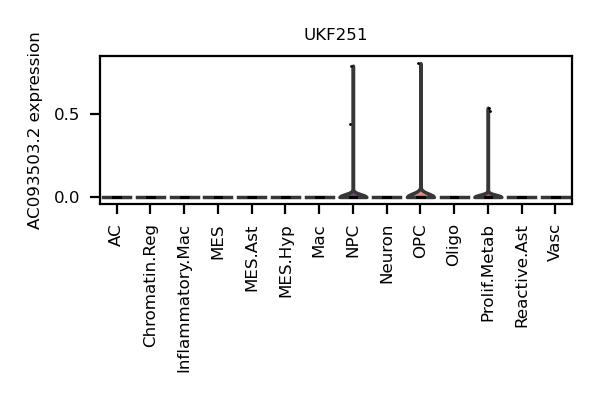 UKF251
AC093503.2 expression
0.5
0.0
AC
Chromatin.Reg
Inflammatory.Mac
MES
MES.Ast
MES.Hyp
Mac
NPC
Neuron
OPC
Oligo
Prolif.Metab
Reactive.Ast
Vasc